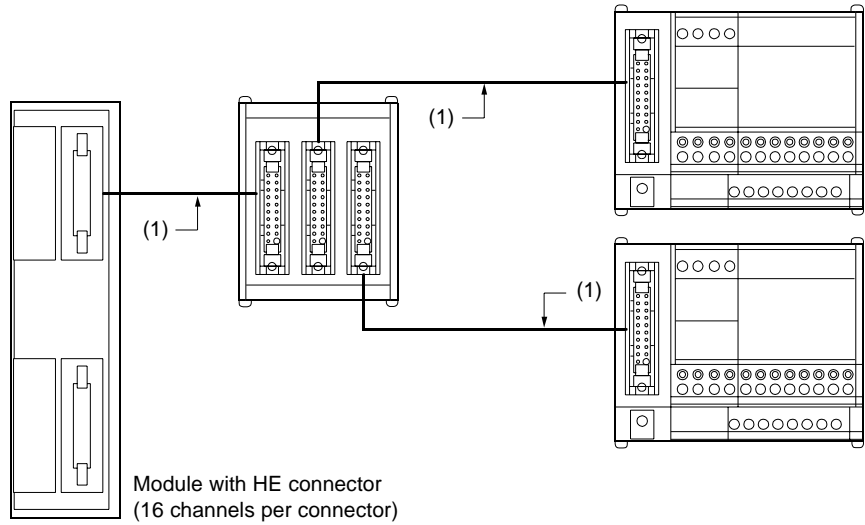 (1)
(1)
(1)
Module with HE connector
(16 channels per connector)